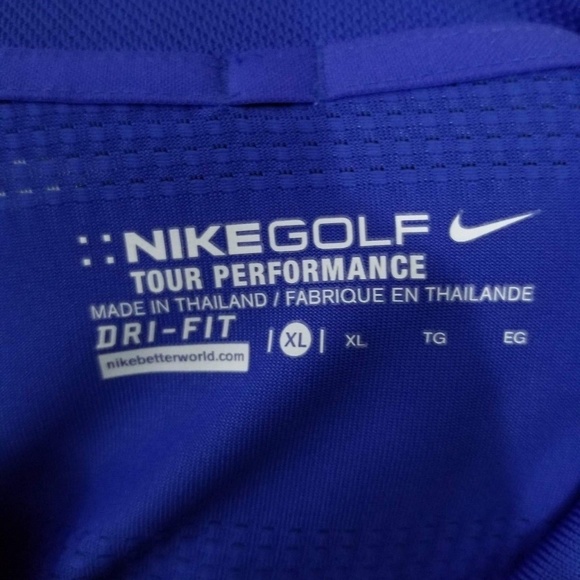 NIKEGOLF
TOUR PERFORMANCE
MADE IN THAILAND / FABRIQUE EN THAILANDE
DRI-FIT | XL | XL TG EG
nikebetterworld.com